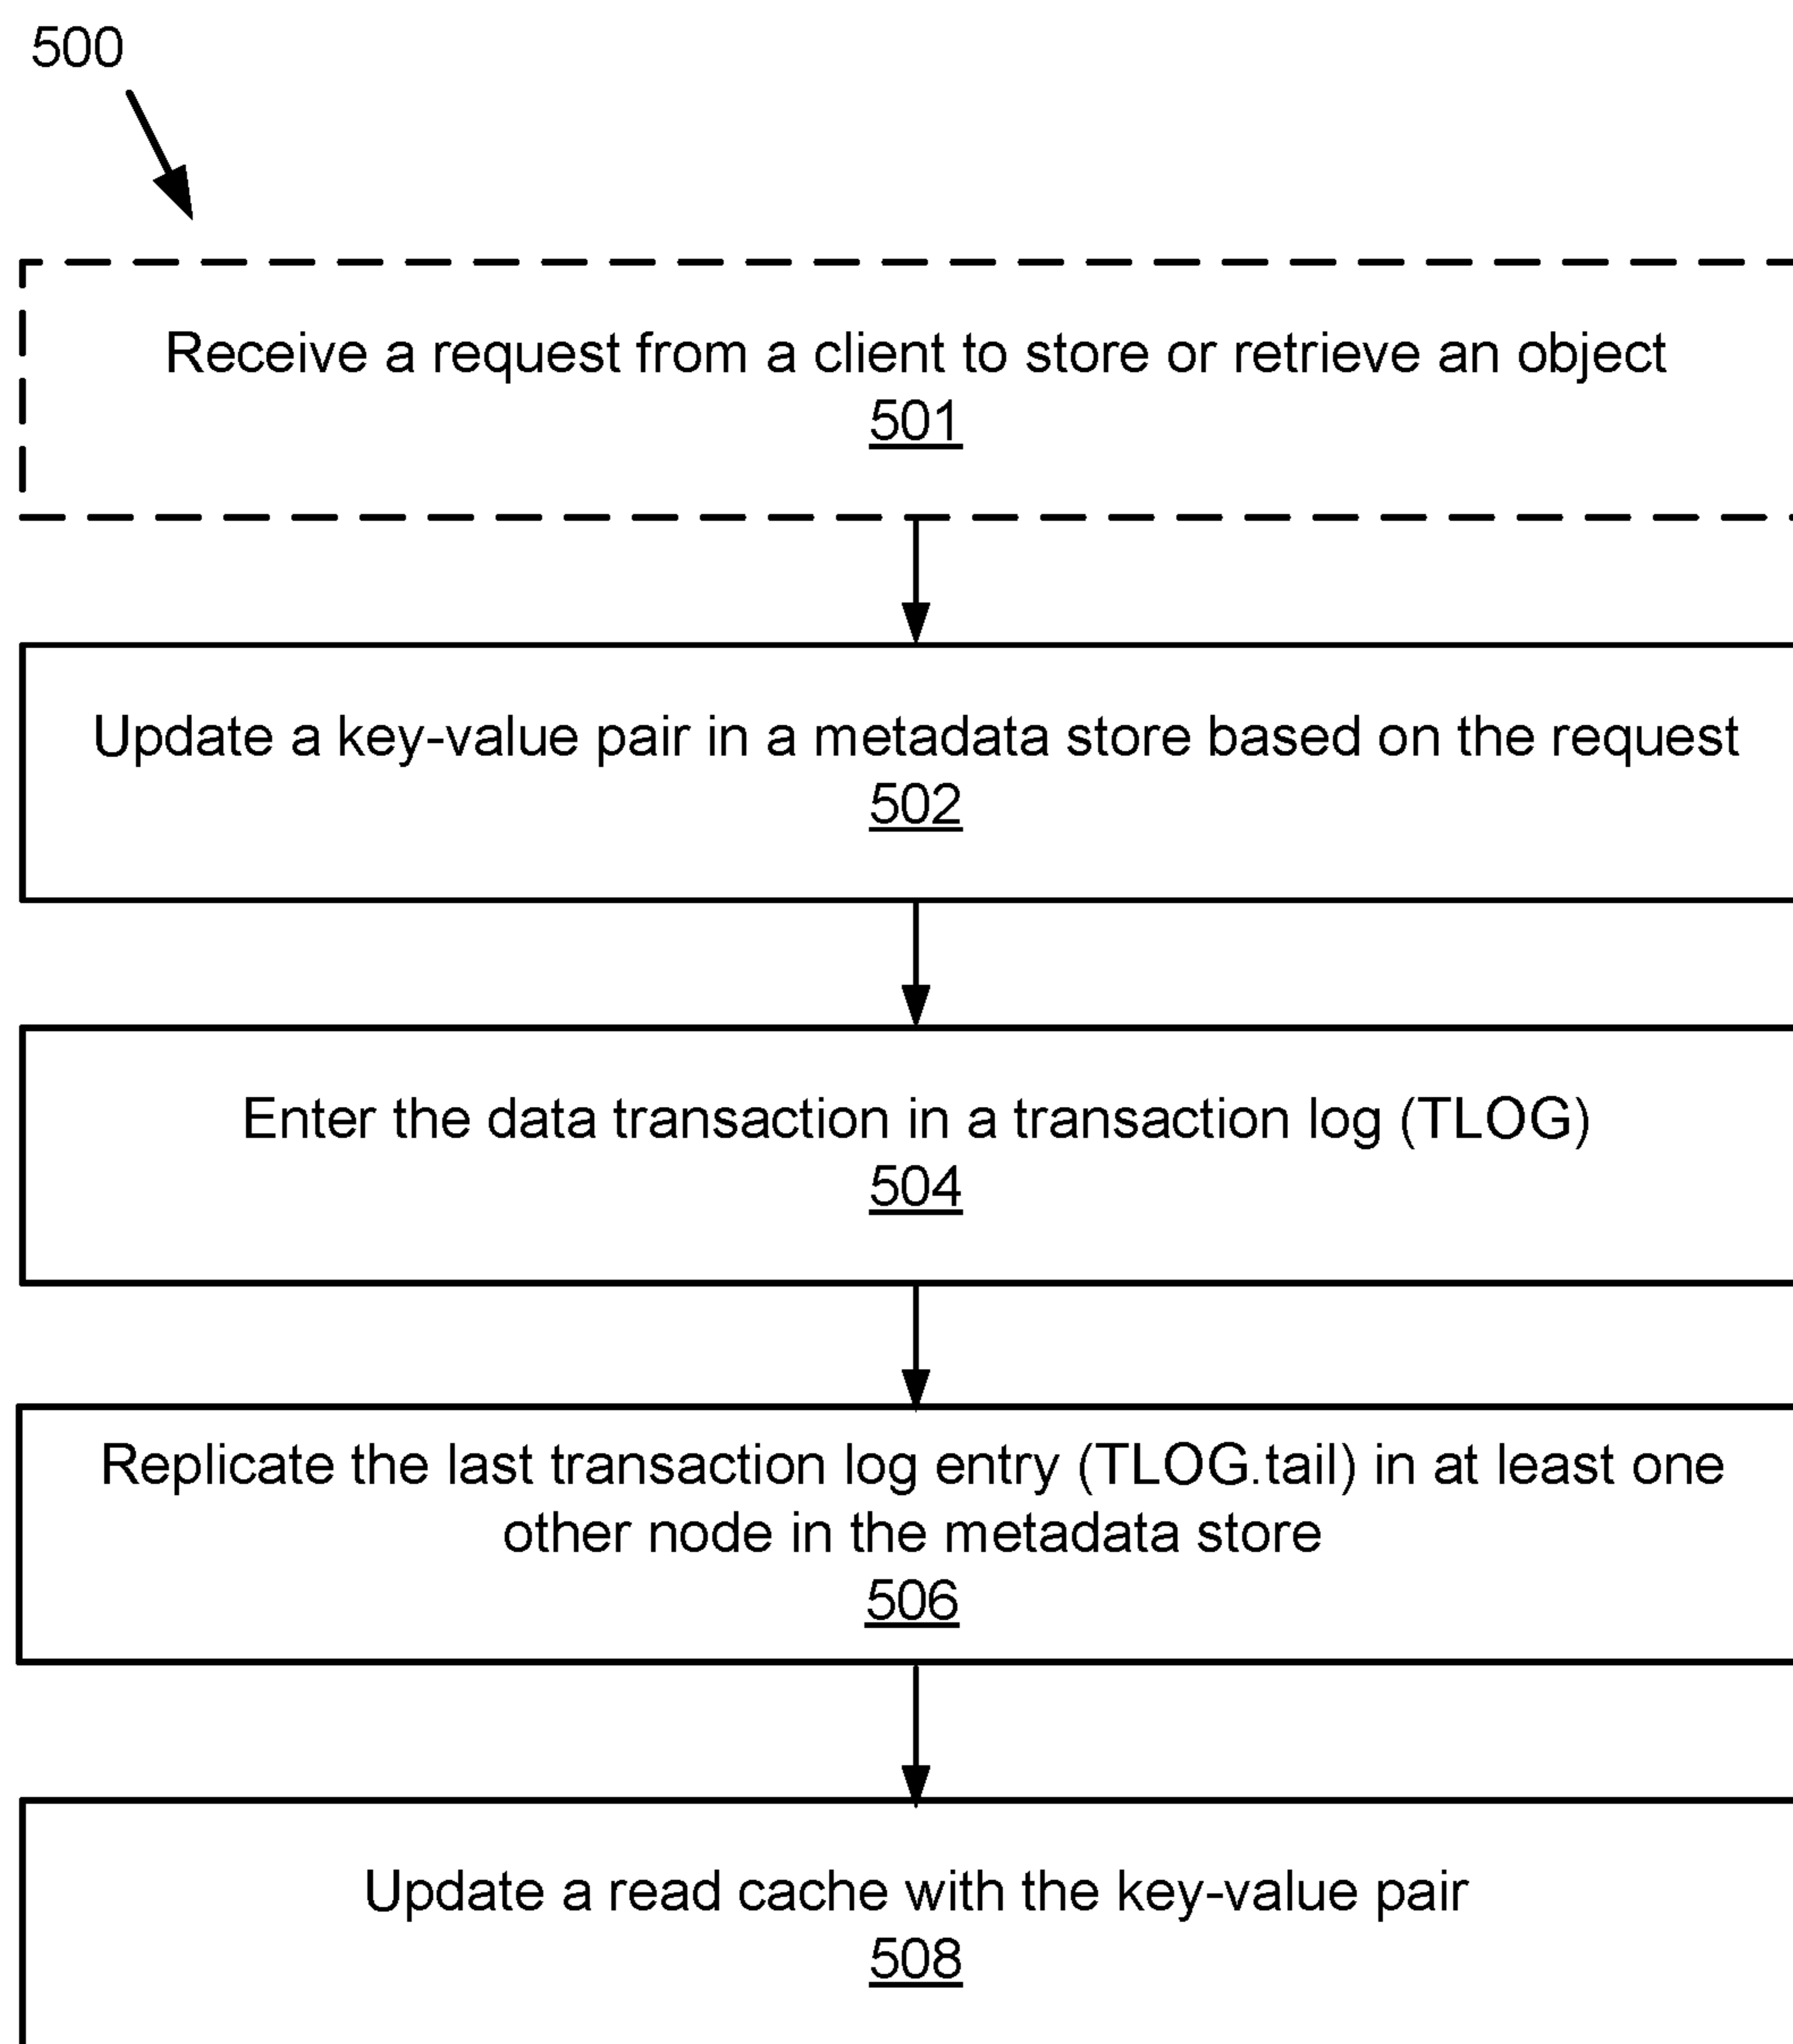 500
Receive a request from a client to store or retrieve an object
501
Update a key-value pair in a metadata store based on the request
502
Enter the data transaction in a transaction log (TLOG)
504
Replicate the last transaction log entry (TLOG.tail) in at least one
other node in the metadata store
506
Update a read cache with the key-value pair
508